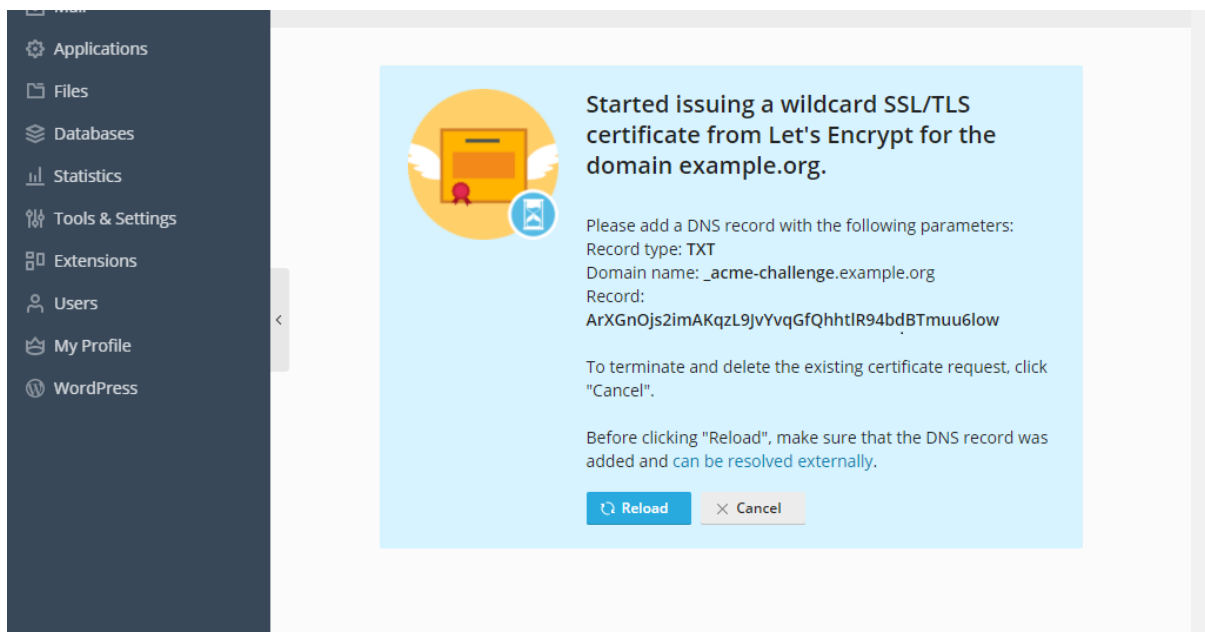 Mail
Applications
Files
Databases
Statistics
Tools & Settings
Extensions
Users
My Profile
WordPress
Started issuing a wildcard SSL/TLS
certificate from Let's Encrypt for the
domain example.org.
Please add a DNS record with the following parameters:
Record type: TXT
Domain name: _acme-challenge.example.org
Record:
ArXGnOjs2imAKqzL9JvYvqGfQhhtlR94bdBTmuu6low
To terminate and delete the existing certificate request, click
"Cancel".
Before clicking "Reload", make sure that the DNS record was
added and can be resolved externally.
Reload
Cancel